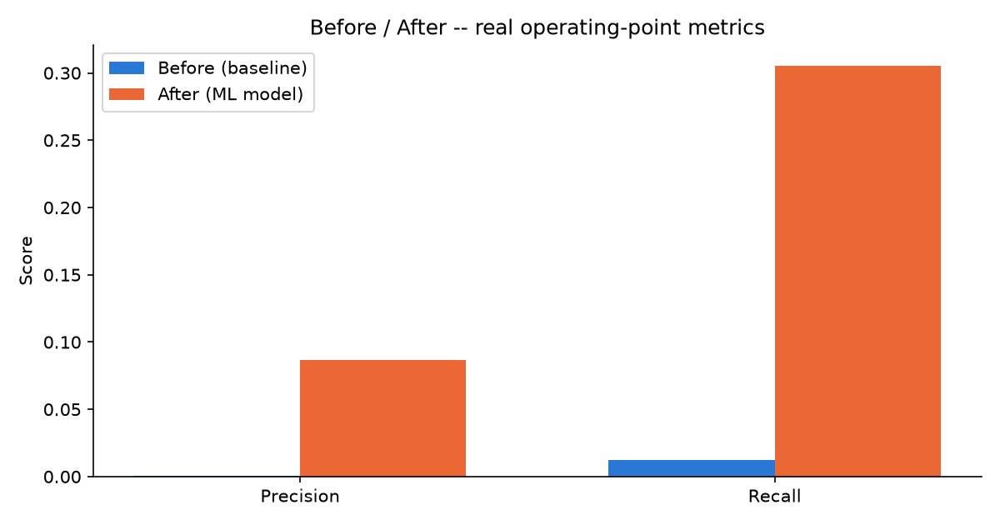 Before / After -- real operating-point metrics
Before (baseline)
After (ML model)
Score
0.30
0.25
0.20
0.15
0.10
0.05
0.00
Precision
Recall